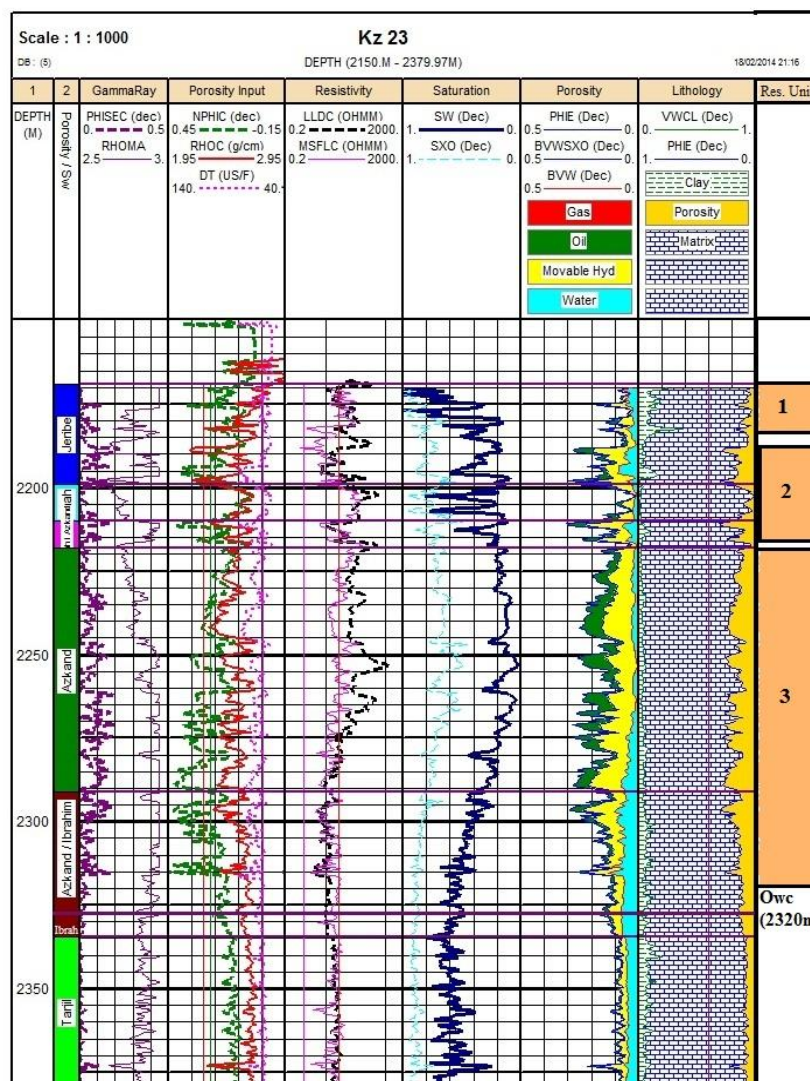 Scale : 1 : 1000
Kz 23
DB : (5)
DEPTH (2150.M - 2379.97M)
18/02/2014 21:16
1 2 GammaRay Porosity Input Resistivity Saturation Porosity Lithology Res. Uni
DEPTH (M)
Porosity / Sw
PHISEC (dec)
0. 0.5
RHOMA
2.5 3.
NPHIC (dec)
0.45 -0.15
RHOC (g/cm)
1.95 2.95
DT (US/F)
140. 40.
LLDC (OHMM)
0.2 2000.
MSFLC (OHMM)
0.2 2000.
SW (Dec)
1. 0.
SXO (Dec)
1. 0.
PHIE (Dec)
0.5 0.
BVWSXO (Dec)
0.5 0.
BVW (Dec)
0.5 0.
Gas
Oil
Movable Hyd
Water
VWCL (Dec)
0. 1.
PHIE (Dec)
1. 0.
Clay
Porosity
Matrix
Jeribe
1
2200
2
Azkand
2250
3
Azkand / Ibrahim
2300
Owc
(2320m
Ibrah
2350
Tarjil